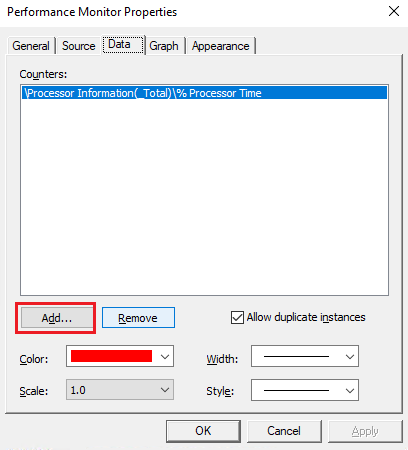 Performance Monitor Properties
General Source Data Graph Appearance
Counters:
\Processor Information(_Total)\% Processor Time
Add... Remove Allow duplicate instances
Color: Width:
Scale: 1.0 Style:
OK Cancel Apply